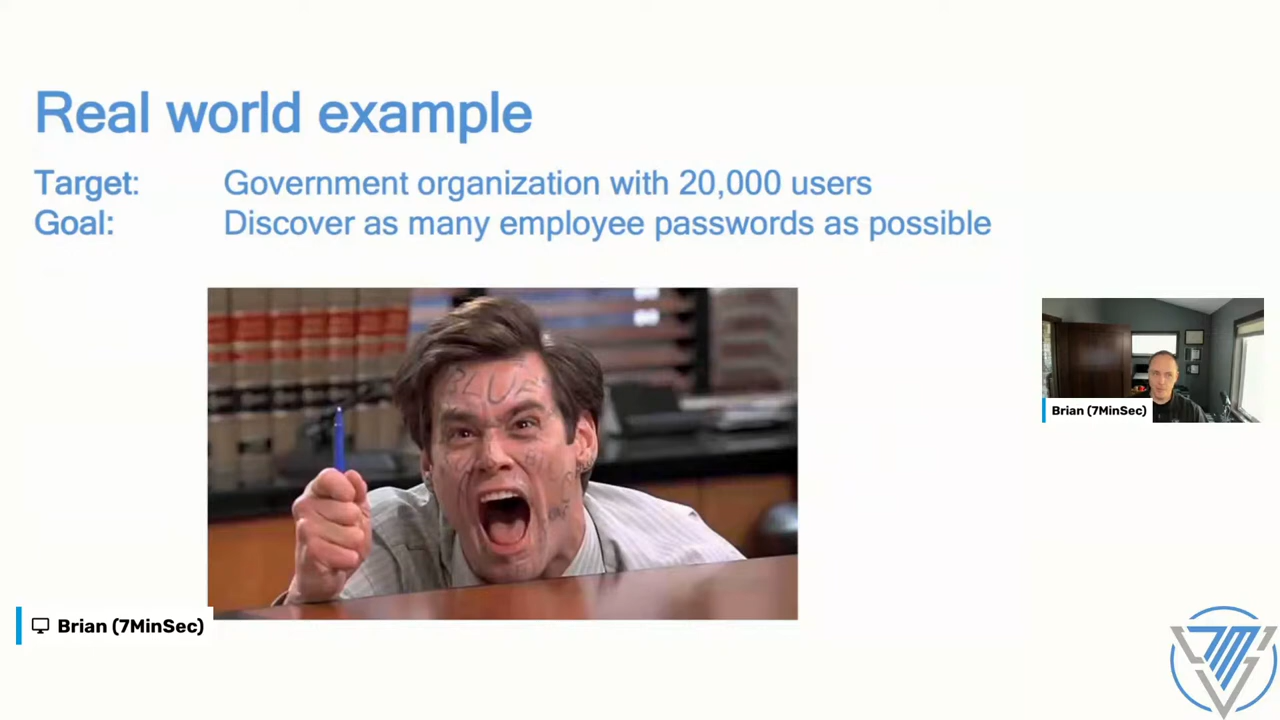 Real world example
Target: Government organization with 20,000 users
Goal: Discover as many employee passwords as possible
Brian (7MinSec)
Brian (7MinSec)
7M